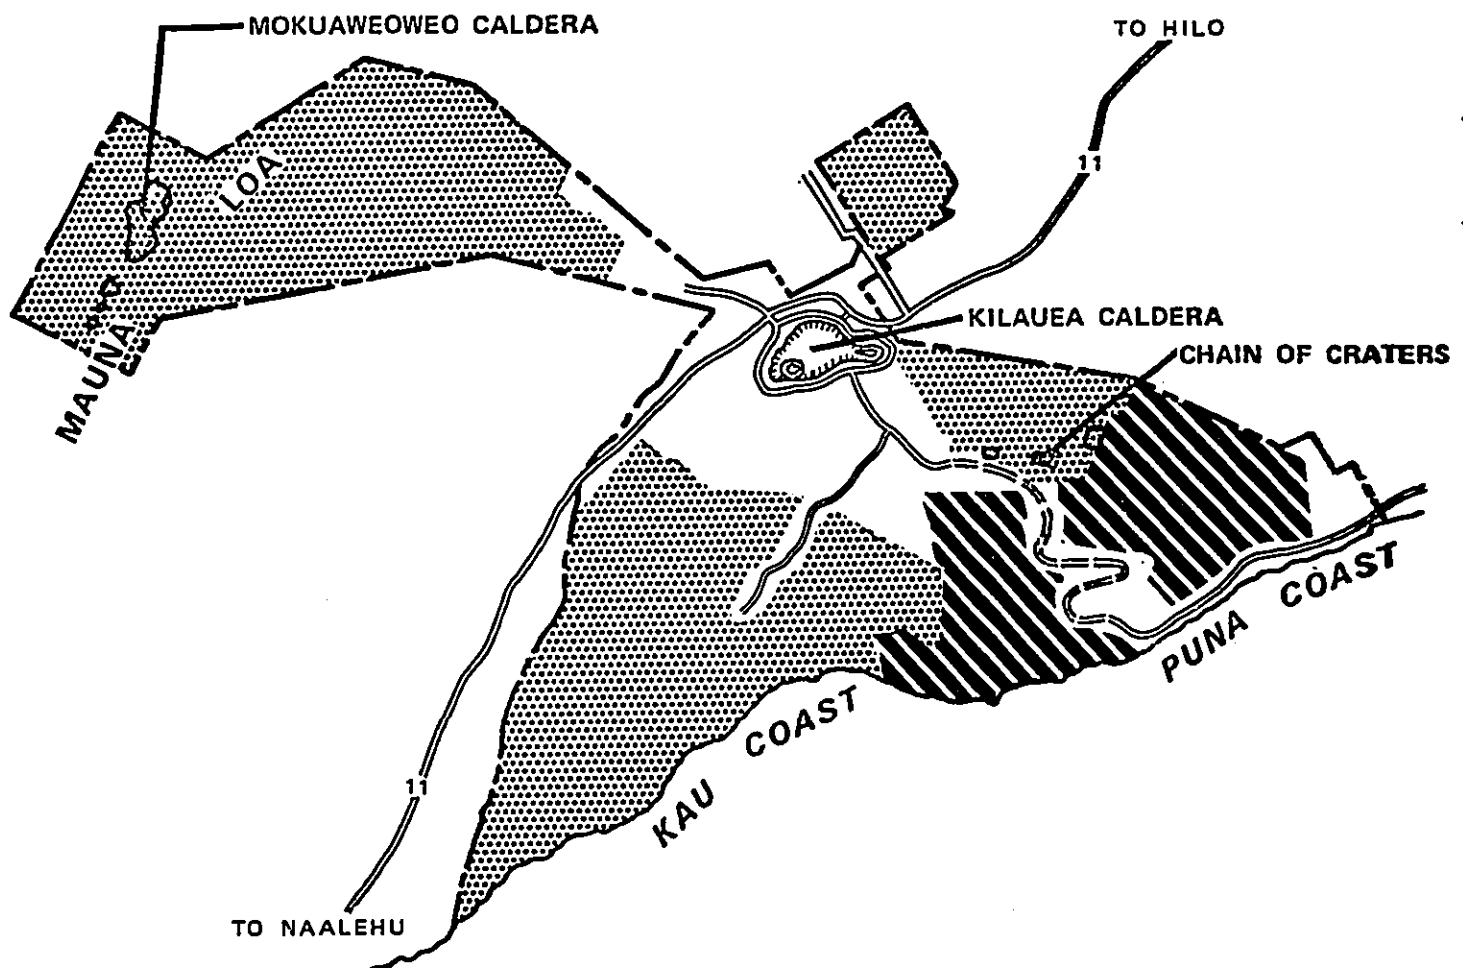 MOKUAWEOWEO CALDERA
TO HILO
11
MAUNA LOA
KILAUEA CALDERA
CHAIN OF CRATERS
PUNA COAST
KAU COAST
11
TO NAALEHU